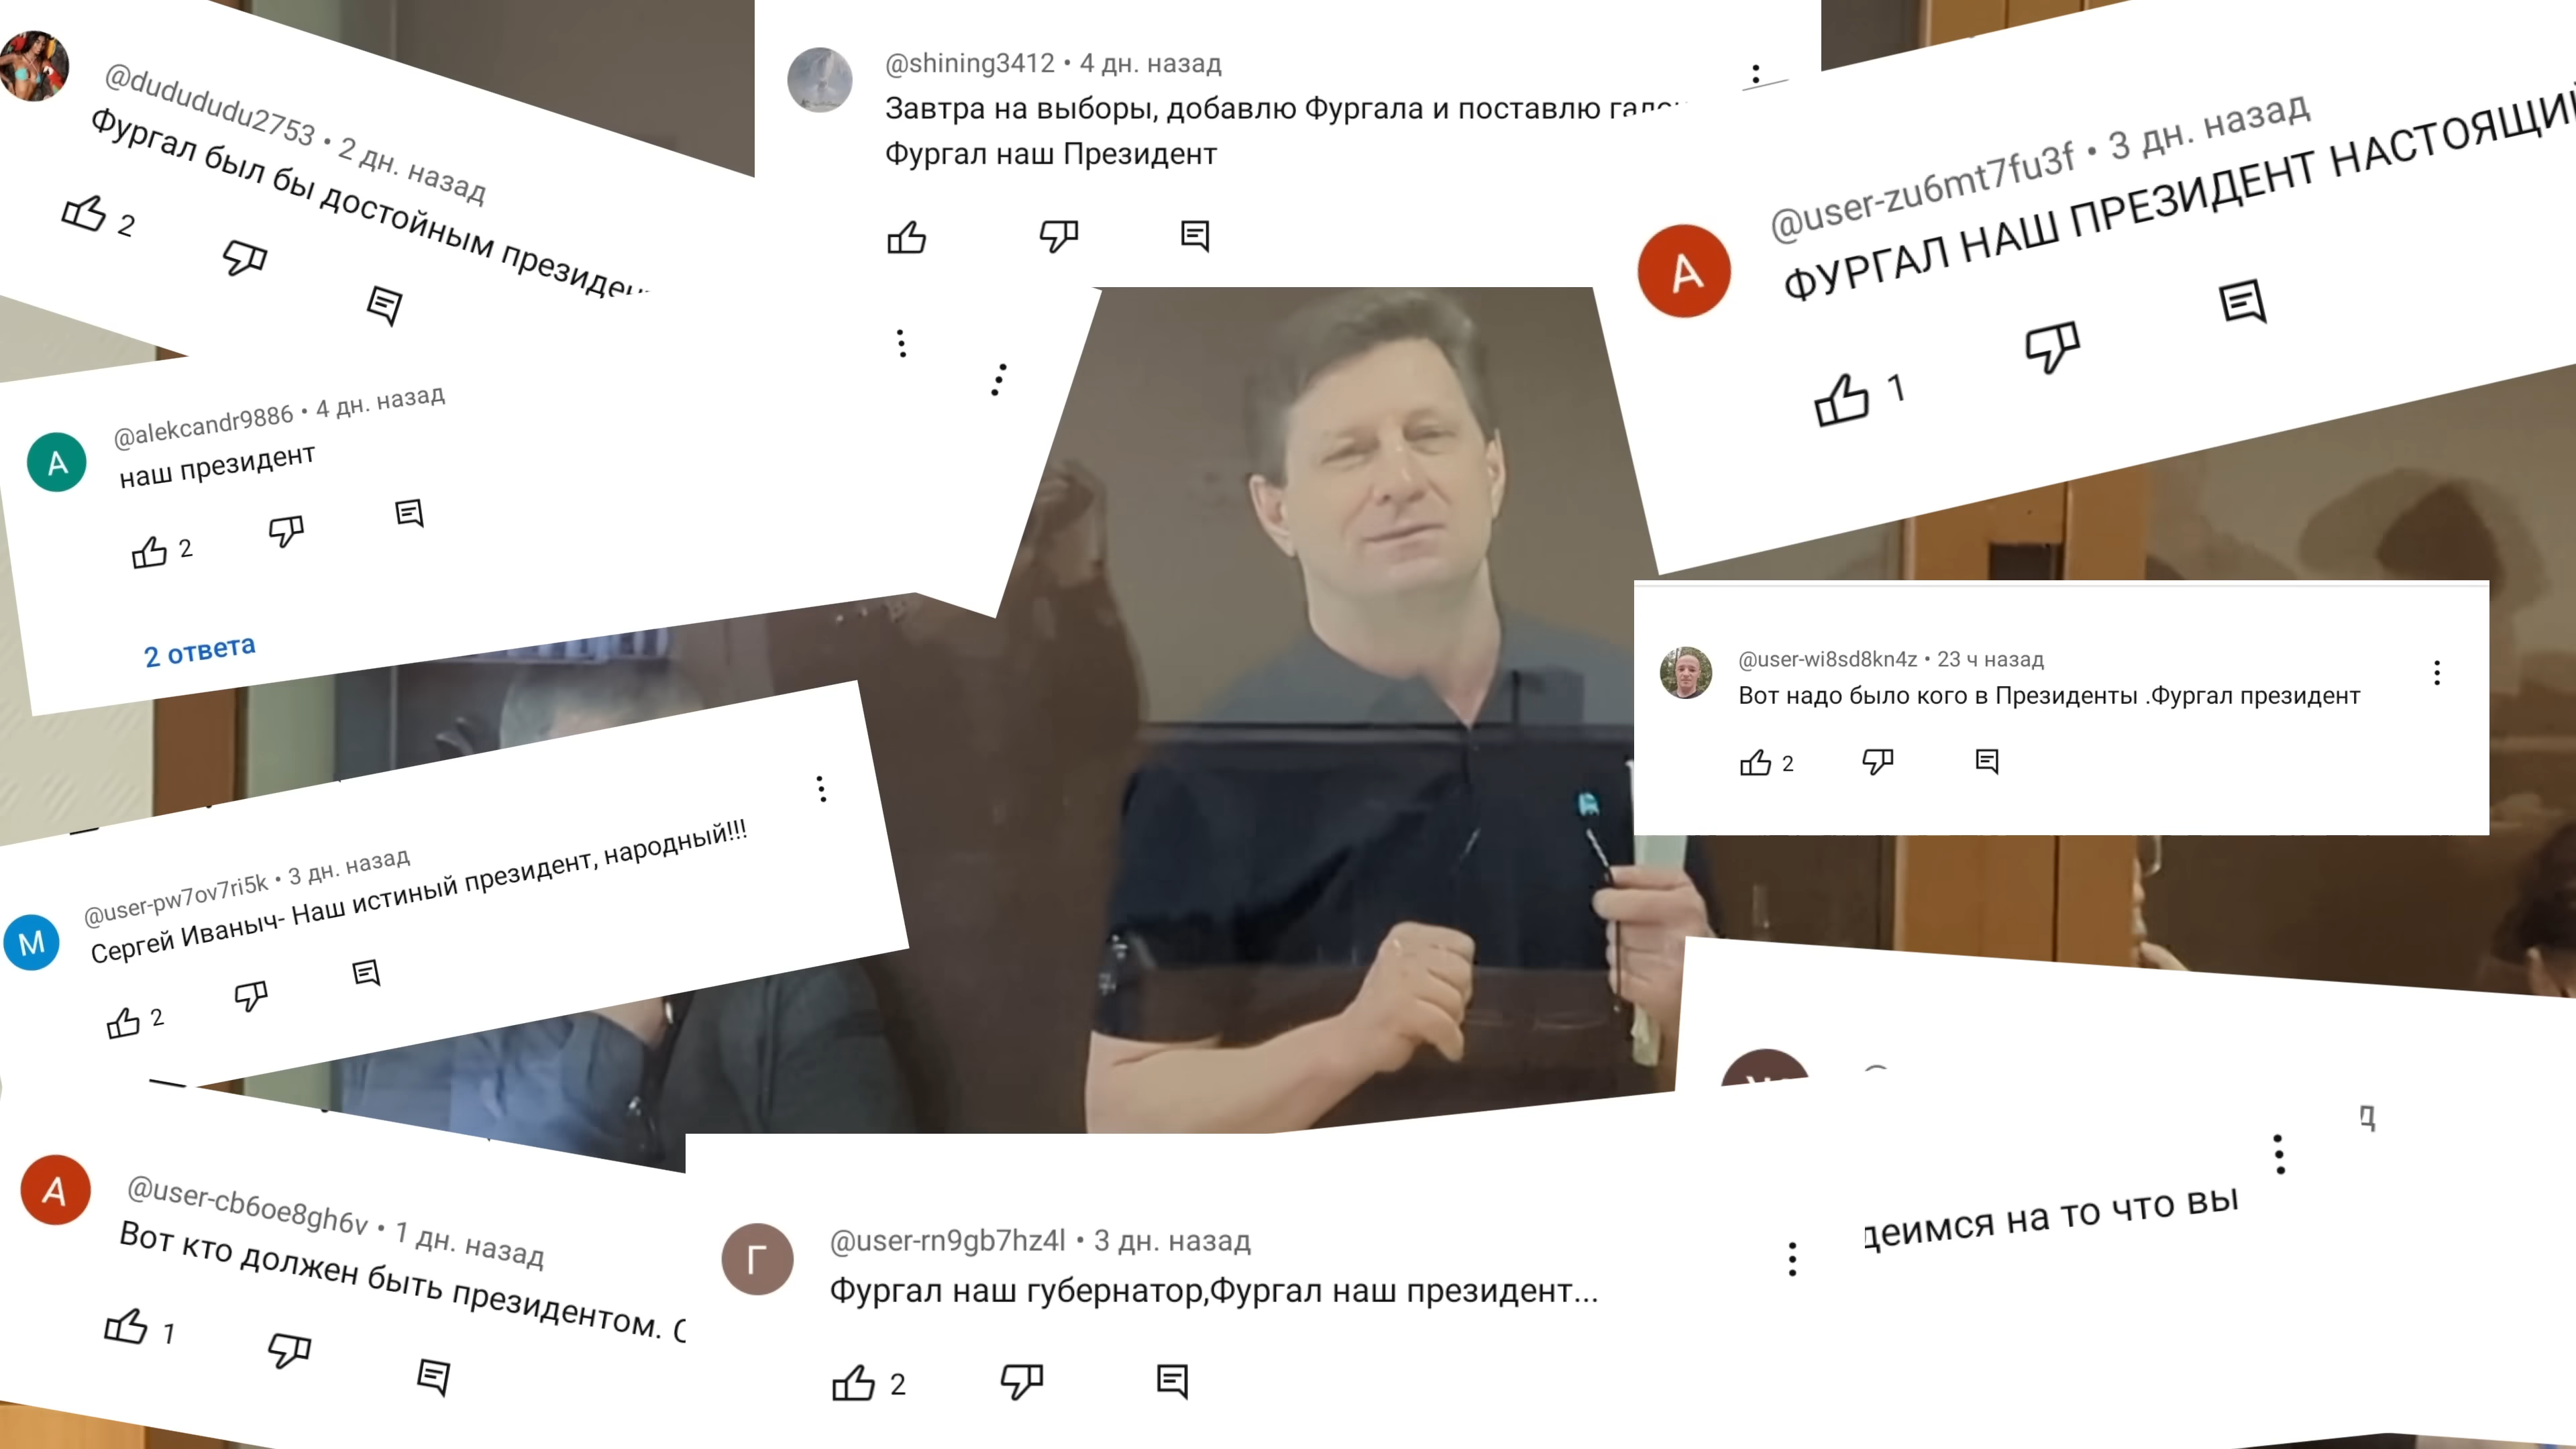 @dudududu2753 • 2 дн. назад
Фургал был бы достойным
2
@shining3412 • 4 дн. назад
Завтра на выборы, добавлю Фургала и поставлю
Фургал наш Президент
@user-zu6mt7fu3f • 3 дн. назад
A
ФУРГАЛ НАШ ПРЕЗИДЕНТ НАСТОЯЩИЙ
1
@alekcandr9886 • 4 дн. назад
A
наш президент
2
2 ответа
@user-wi8sd8kn4z • 23 ч назад
Вот надо было кого в Президенты .Фургал президент
2
@user-pw7ov7ri5k • 3 дн. назад
М
Сергей Иваныч- Наш истиный президент, народный!!!
2
@user-cb6oe8gh6v • 1 дн. назад
A
Вот кто должен быть президентом. С
1
@user-rn9gb7hz4l • 3 дн. назад
Г
Фургал наш губернатор,Фургал наш президент...
2
деимся на то что вы